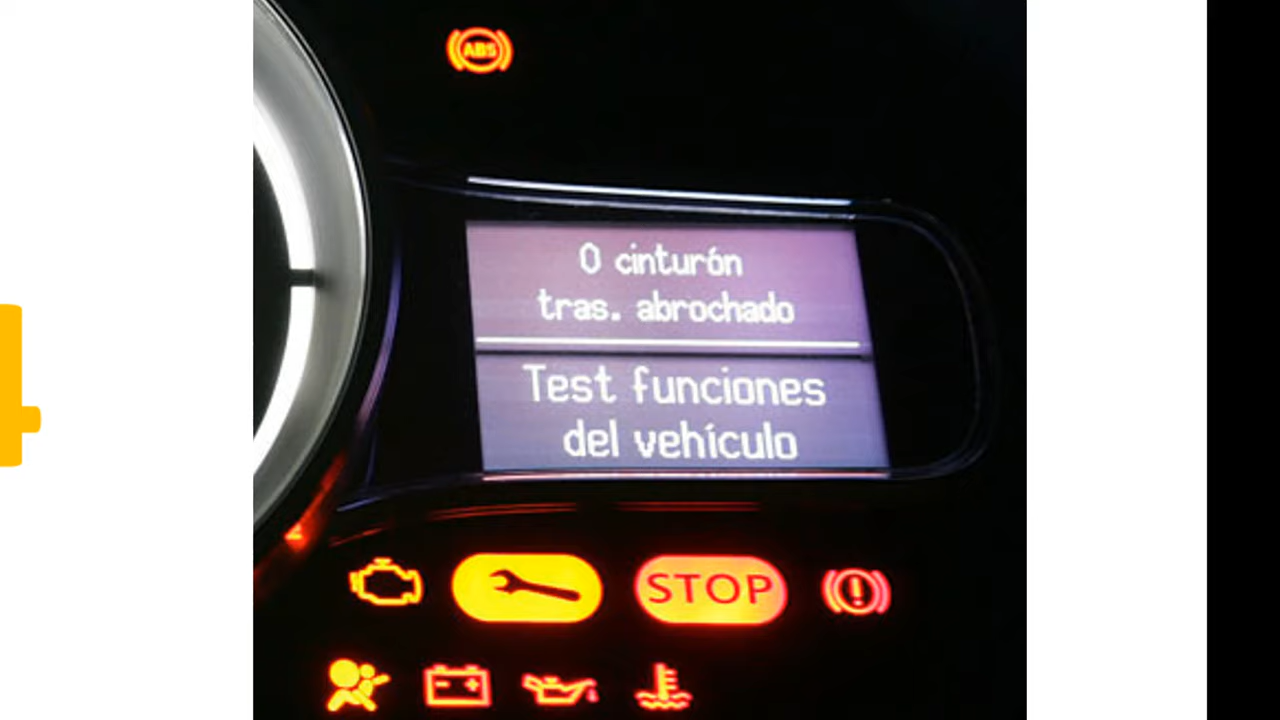 ABS
0 cinturón
tras. abrochado
Test funciones
del vehículo
STOP